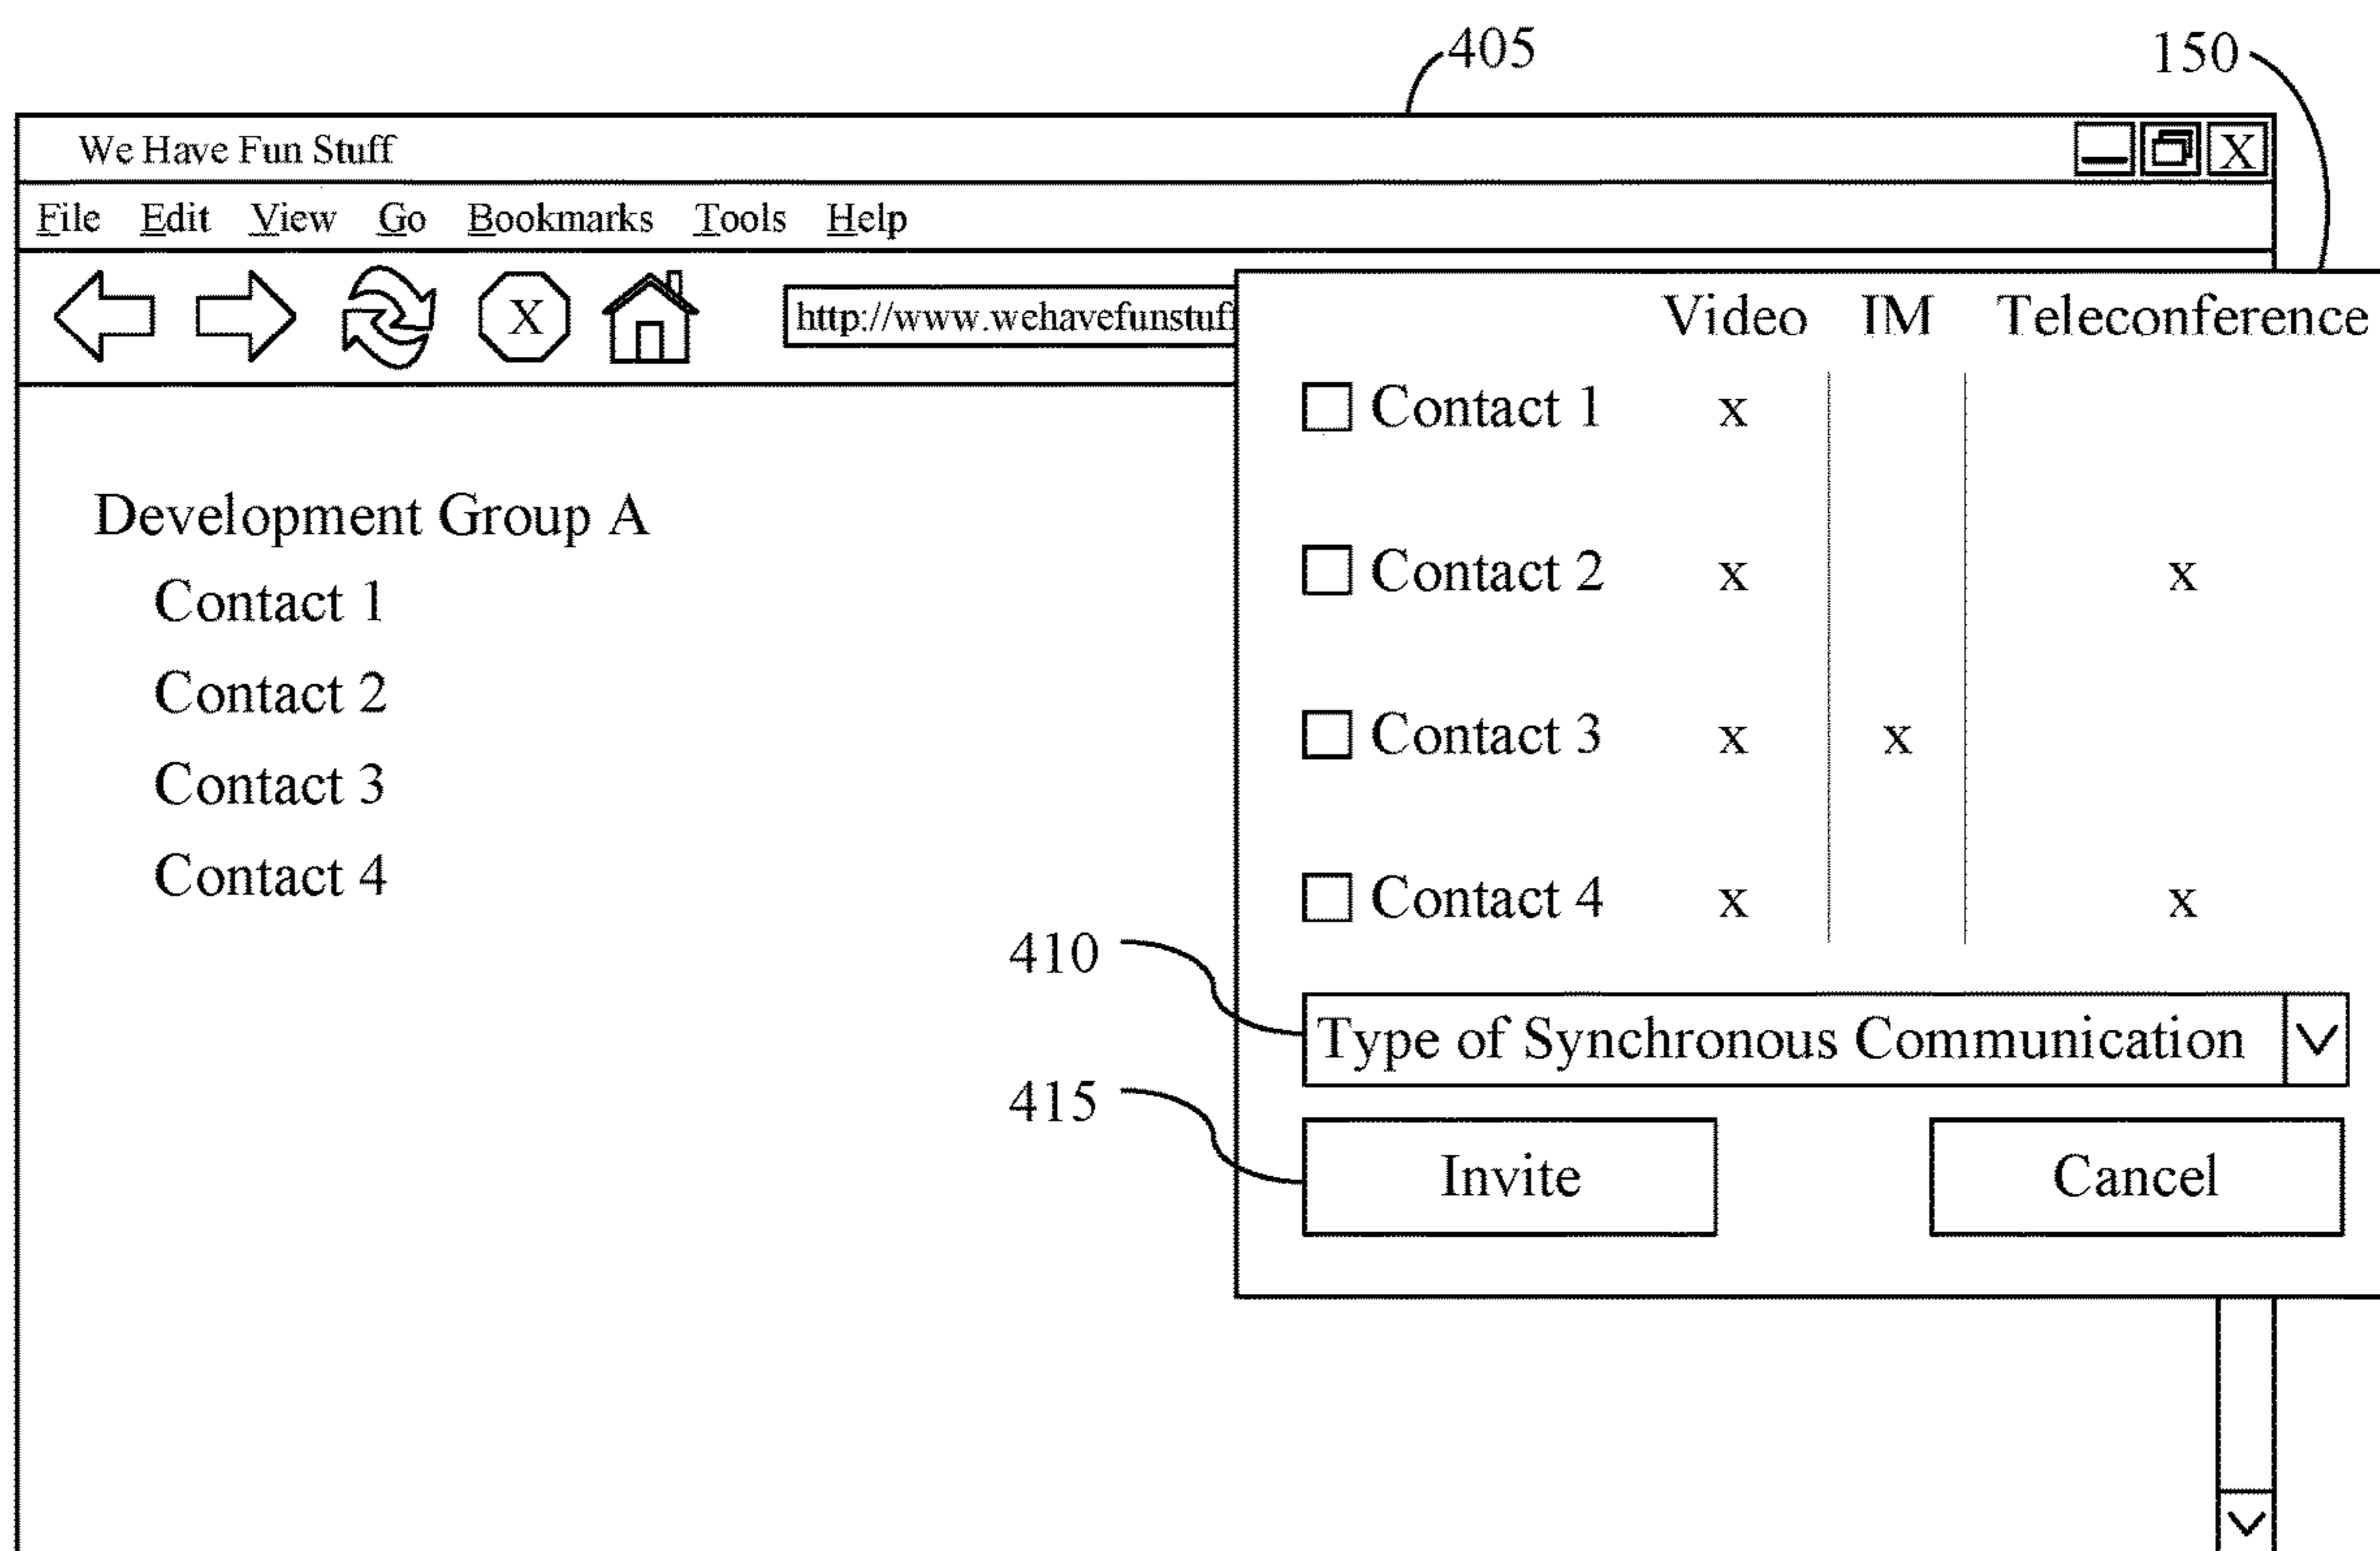 405
150
We Have Fun Stuff
X
File Edit View Go Bookmarks Tools Help
X
http://www.wehavefunstuff
Video IM Teleconference
Contact 1 x
Contact 2 x x
Contact 3 x x
Contact 4 x x
Development Group A
Contact 1
Contact 2
Contact 3
Contact 4
410
Type of Synchronous Communication
415
Invite
Cancel